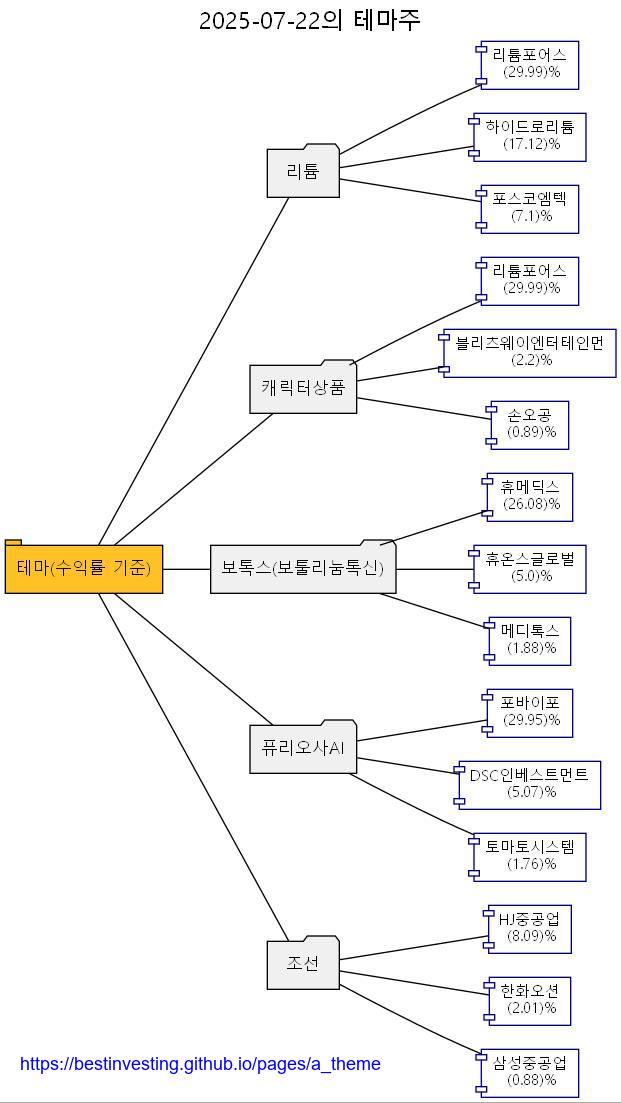 2025-07-22의 테마주
리튬포어스
(29.99)%
하이드로리튬
(17.12)%
리튬
포스코엠텍
(7.1)%
리튬포어스
(29.99)%
블리츠웨이엔터테인먼
(2.2)%
캐릭터상품
손오공
(0.89)%
휴메딕스
(26.08)%
테마(수익률 기준)
보톡스(보툴리눔톡신)
휴온스글로벌
(5.0)%
메디톡스
(1.88)%
포바이포
(29.95)%
퓨리오사AI
DSC인베스트먼트
(5.07)%
토마토시스템
(1.76)%
HJ중공업
(8.09)%
조선
한화오션
(2.01)%
삼성중공업
(0.88)%
https://bestinvesting.github.io/pages/a_theme